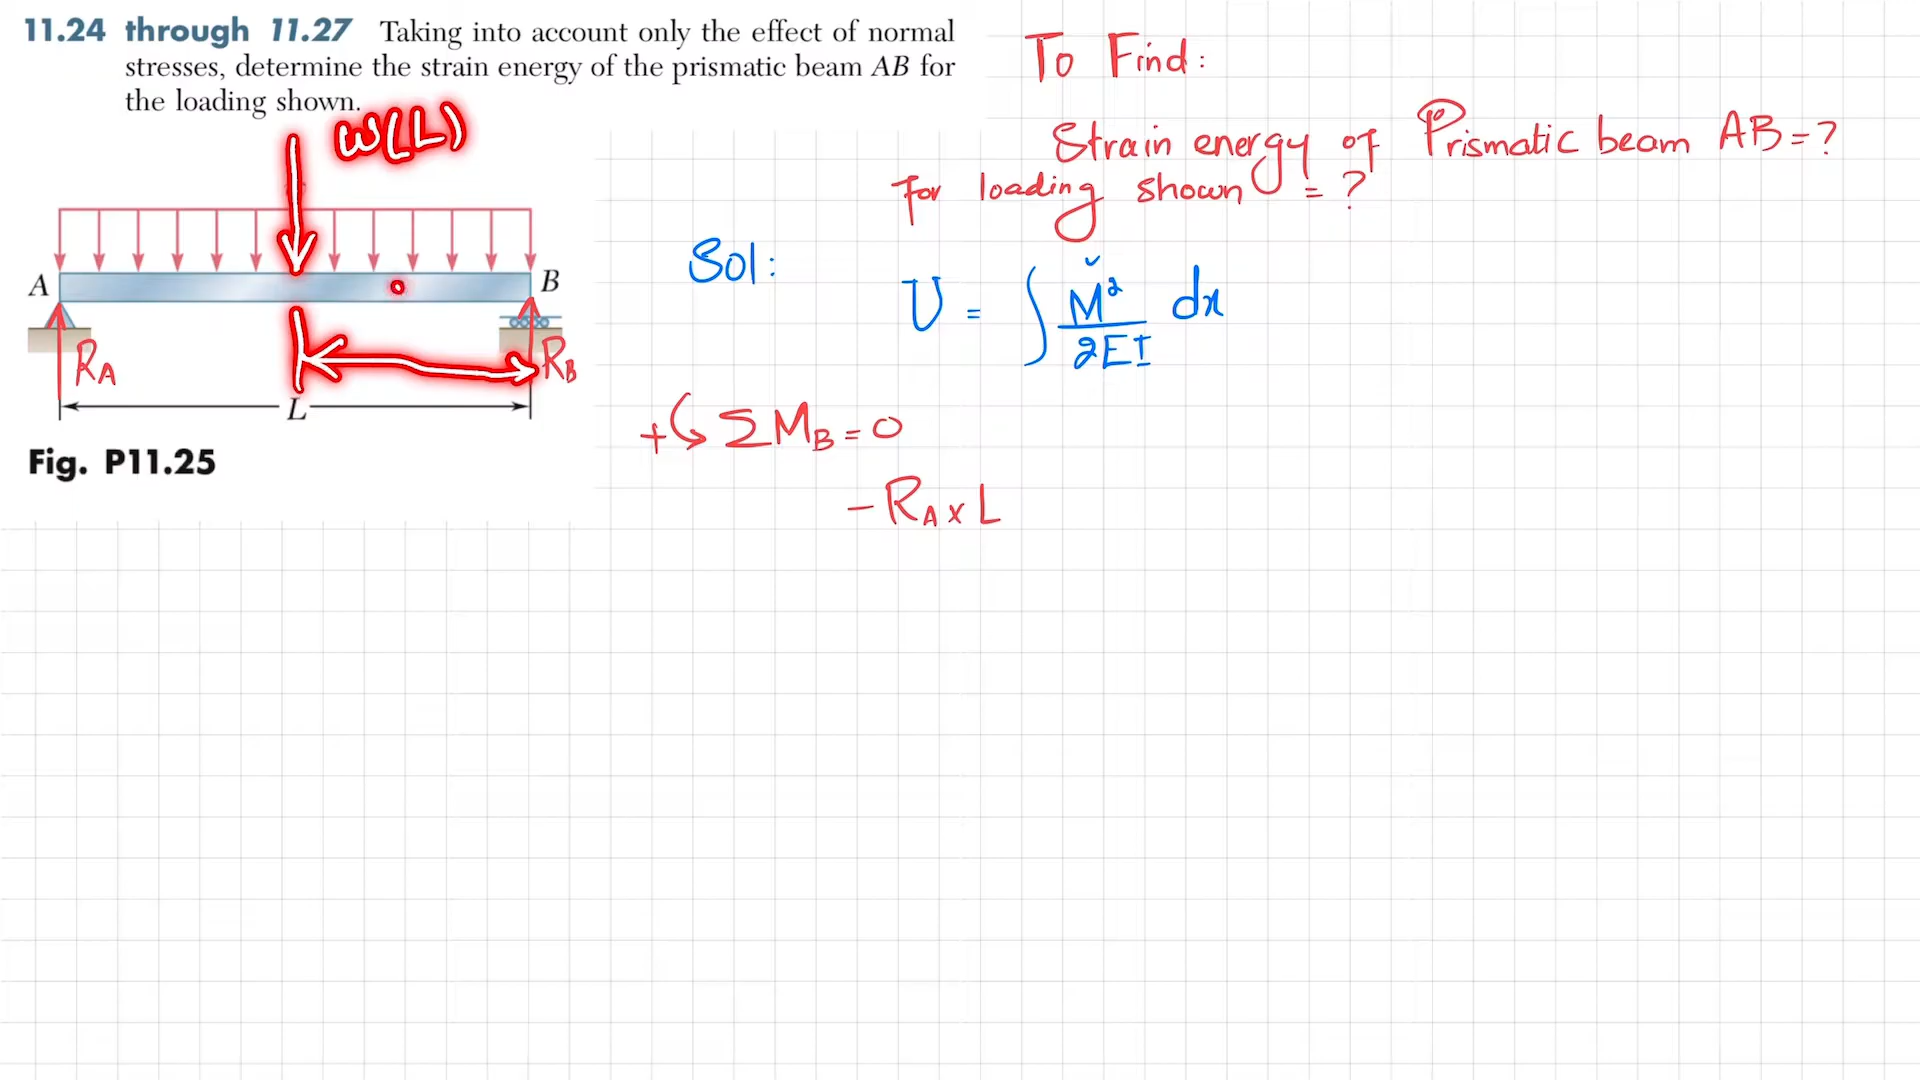 11.24 through 11.27 Taking into account only the effect of normal
stresses, determine the strain energy of the prismatic beam AB for
the loading shown.
w(L)
A
B
RA
RB
L
Fig. P11.25
To Find:
Strain energy of Prismatic beam AB = ?
for loading shown = ?
Sol:
U = ∫ M² / 2EI dx
+ ΣMB = 0
- RA x L